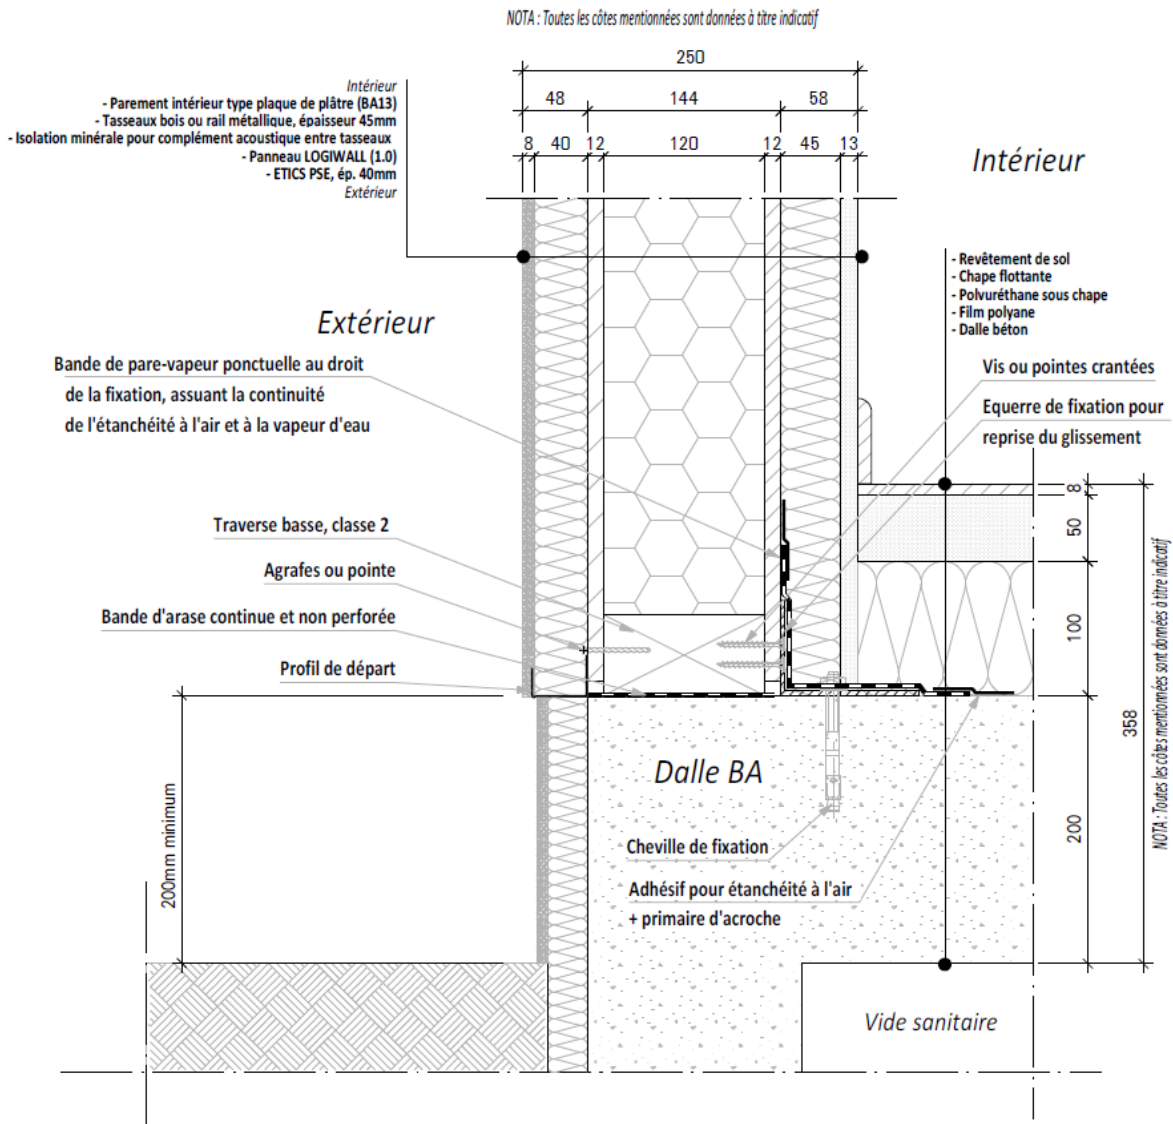 NOTA : Toutes les côtes mentionnées sont données à titre indicatif
250
48 144 58
8 40 12 120 12 45 13
Intérieur
- Parement intérieur type plaque de plâtre (BA13)
- Tasseaux bois ou rail métallique, épaisseur 45mm
- Isolation minérale pour complément acoustique entre tasseaux
- Panneau LOGIWALL (1.0)
- ETICS PSE, ép. 40mm
Extérieur
Intérieur
- Revêtement de sol
- Chape flottante
- Polyuréthane sous chape
- Film polyane
- Dalle béton
Extérieur
Bande de pare-vapeur ponctuelle au droit
de la fixation, assuant la continuité
de l'étanchéité à l'air et à la vapeur d'eau
Vis ou pointes crantées
Equerre de fixation pour
reprise du glissement
Traverse basse, classe 2
Agrafes ou pointe
Bande d'arase continue et non perforée
Profil de départ
8
50
100
200
358
NOTA : Toutes les côtes mentionnées sont données à titre indicatif
200mm minimum
Dalle BA
Cheville de fixation
Adhésif pour étanchéité à l'air
+ primaire d'acroche
Vide sanitaire